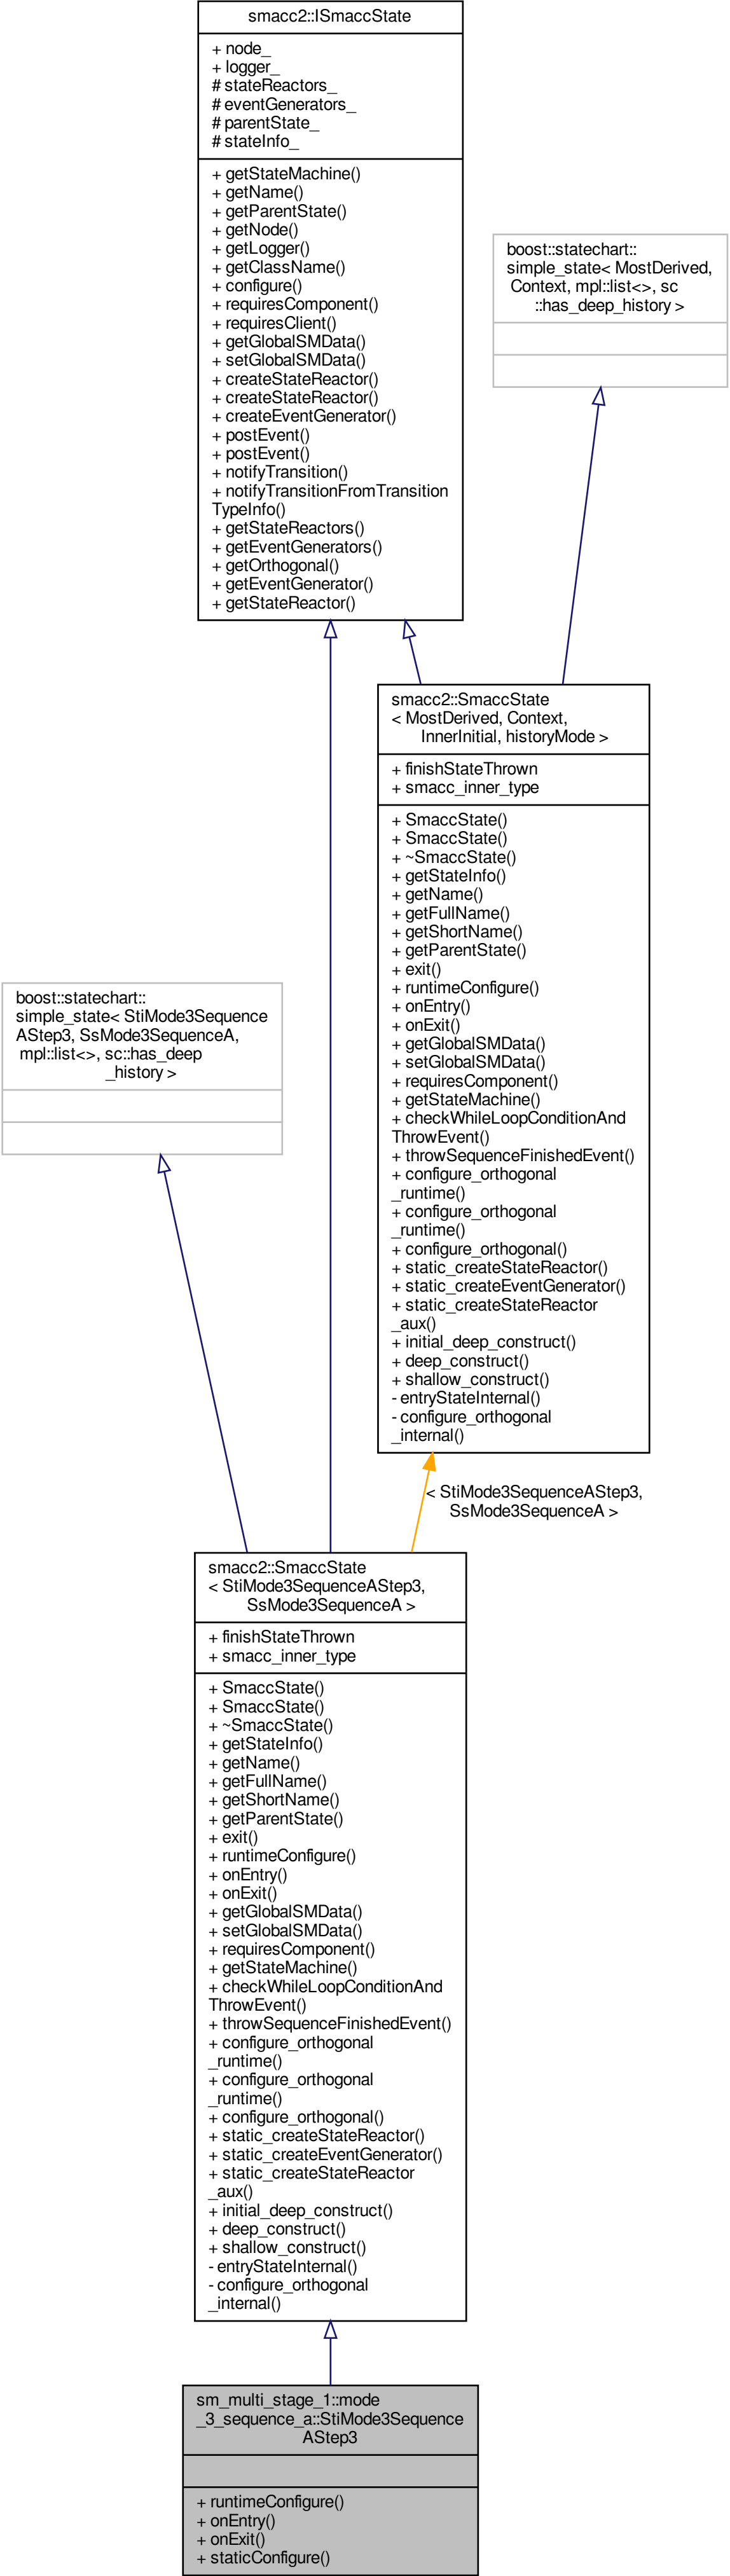 smacc2::ISmaccState
+ node_
+ logger_
# stateReactors_
# eventGenerators_
# parentState_
# stateInfo_
+ getStateMachine()
+ getName()
+ getParentState()
+ getNode()
+ getLogger()
+ getClassName()
+ configure()
+ requiresComponent()
+ requiresClient()
+ getGlobalSMData()
+ setGlobalSMData()
+ createStateReactor()
+ createStateReactor()
+ createEventGenerator()
+ postEvent()
+ postEvent()
+ notifyTransition()
+ notifyTransitionFromTransition
TypeInfo()
+ getStateReactors()
+ getEventGenerators()
+ getOrthogonal()
+ getEventGenerator()
+ getStateReactor()
boost::statechart::
simple_state< MostDerived,
Context, mpl::list<>, sc
::has_deep_history >
smacc2::SmaccState
< MostDerived, Context,
InnerInitial, historyMode >
+ finishStateThrown
+ smacc_inner_type
+ SmaccState()
+ SmaccState()
+ ~SmaccState()
+ getStateInfo()
+ getName()
+ getFullName()
+ getShortName()
+ getParentState()
+ exit()
+ runtimeConfigure()
+ onEntry()
+ onExit()
+ getGlobalSMData()
+ setGlobalSMData()
+ requiresComponent()
+ getStateMachine()
+ checkWhileLoopConditionAnd
ThrowEvent()
+ throwSequenceFinishedEvent()
+ configure_orthogonal
_runtime()
+ configure_orthogonal
_runtime()
+ configure_orthogonal()
+ static_createStateReactor()
+ static_createEventGenerator()
+ static_createStateReactor
_aux()
+ initial_deep_construct()
+ deep_construct()
+ shallow_construct()
- entryStateInternal()
- configure_orthogonal
_internal()
boost::statechart::
simple_state< StiMode3Sequence
AStep3, SsMode3SequenceA,
mpl::list<>, sc::has_deep
_history >
< StiMode3SequenceAStep3,
SsMode3SequenceA >
smacc2::SmaccState
< StiMode3SequenceAStep3,
SsMode3SequenceA >
+ finishStateThrown
+ smacc_inner_type
+ SmaccState()
+ SmaccState()
+ ~SmaccState()
+ getStateInfo()
+ getName()
+ getFullName()
+ getShortName()
+ getParentState()
+ exit()
+ runtimeConfigure()
+ onEntry()
+ onExit()
+ getGlobalSMData()
+ setGlobalSMData()
+ requiresComponent()
+ getStateMachine()
+ checkWhileLoopConditionAnd
ThrowEvent()
+ throwSequenceFinishedEvent()
+ configure_orthogonal
_runtime()
+ configure_orthogonal
_runtime()
+ configure_orthogonal()
+ static_createStateReactor()
+ static_createEventGenerator()
+ static_createStateReactor
_aux()
+ initial_deep_construct()
+ deep_construct()
+ shallow_construct()
- entryStateInternal()
- configure_orthogonal
_internal()
sm_multi_stage_1::mode
_3_sequence_a::StiMode3Sequence
AStep3
+ runtimeConfigure()
+ onEntry()
+ onExit()
+ staticConfigure()